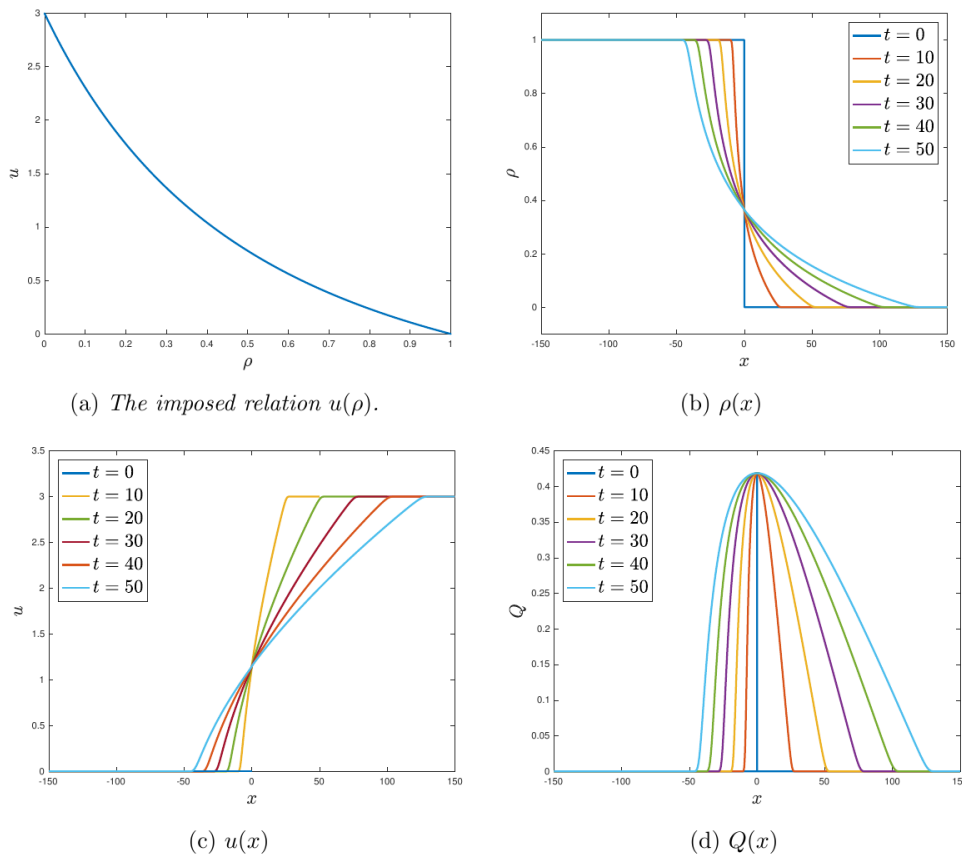 3
2.5
2
1.5
1
0.5
0
u
0 0.1 0.2 0.3 0.4 0.5 0.6 0.7 0.8 0.9 1
ρ
(a) The imposed relation u(ρ).
1
0.8
0.6
0.4
0.2
0
ρ
-150 -100 -50 0 50 100 150
x
t = 0
t = 10
t = 20
t = 30
t = 40
t = 50
(b) ρ(x)
3.5
3
2.5
2
1.5
1
0.5
0
u
-150 -100 -50 0 50 100 150
x
t = 0
t = 10
t = 20
t = 30
t = 40
t = 50
(c) u(x)
0.45
0.4
0.35
0.3
0.25
0.2
0.15
0.1
0.05
0
Q
-150 -100 -50 0 50 100 150
x
t = 0
t = 10
t = 20
t = 30
t = 40
t = 50
(d) Q(x)